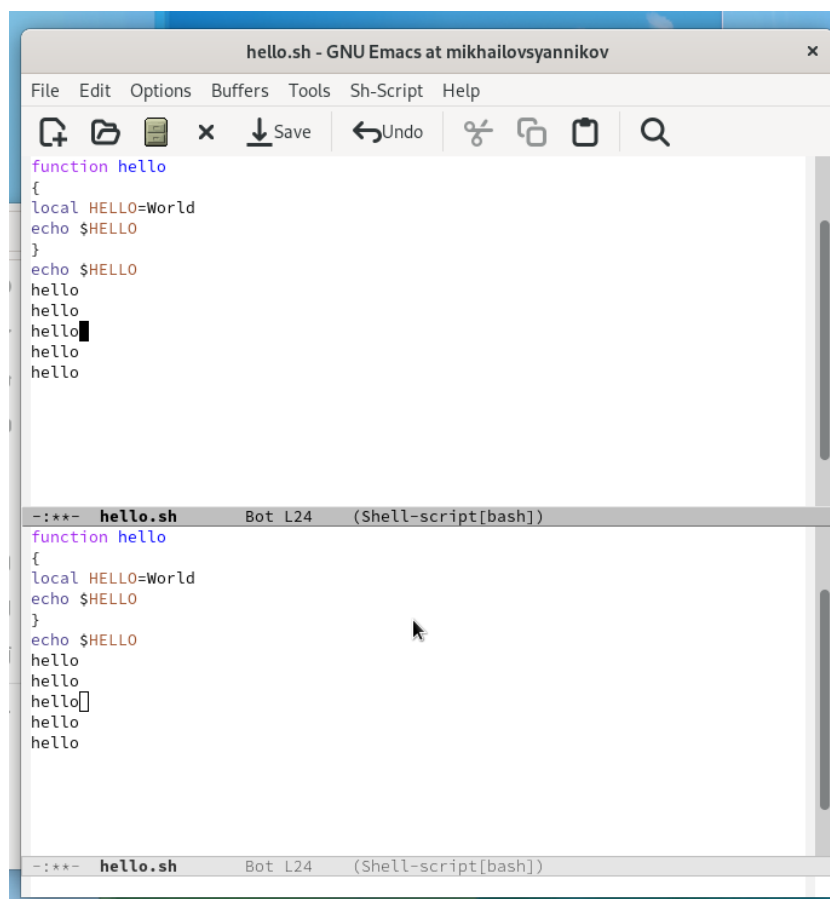 hello.sh - GNU Emacs at mikhailovsyannikov ×
File Edit Options Buffers Tools Sh-Script Help
Save Undo
function hello
{
local HELLO=World
echo $HELLO
}
echo $HELLO
hello
hello
hello
hello
hello
-:**- hello.sh Bot L24 (Shell-script[bash])
function hello
{
local HELLO=World
echo $HELLO
}
echo $HELLO
hello
hello
hello
hello
hello
-:**- hello.sh Bot L24 (Shell-script[bash])